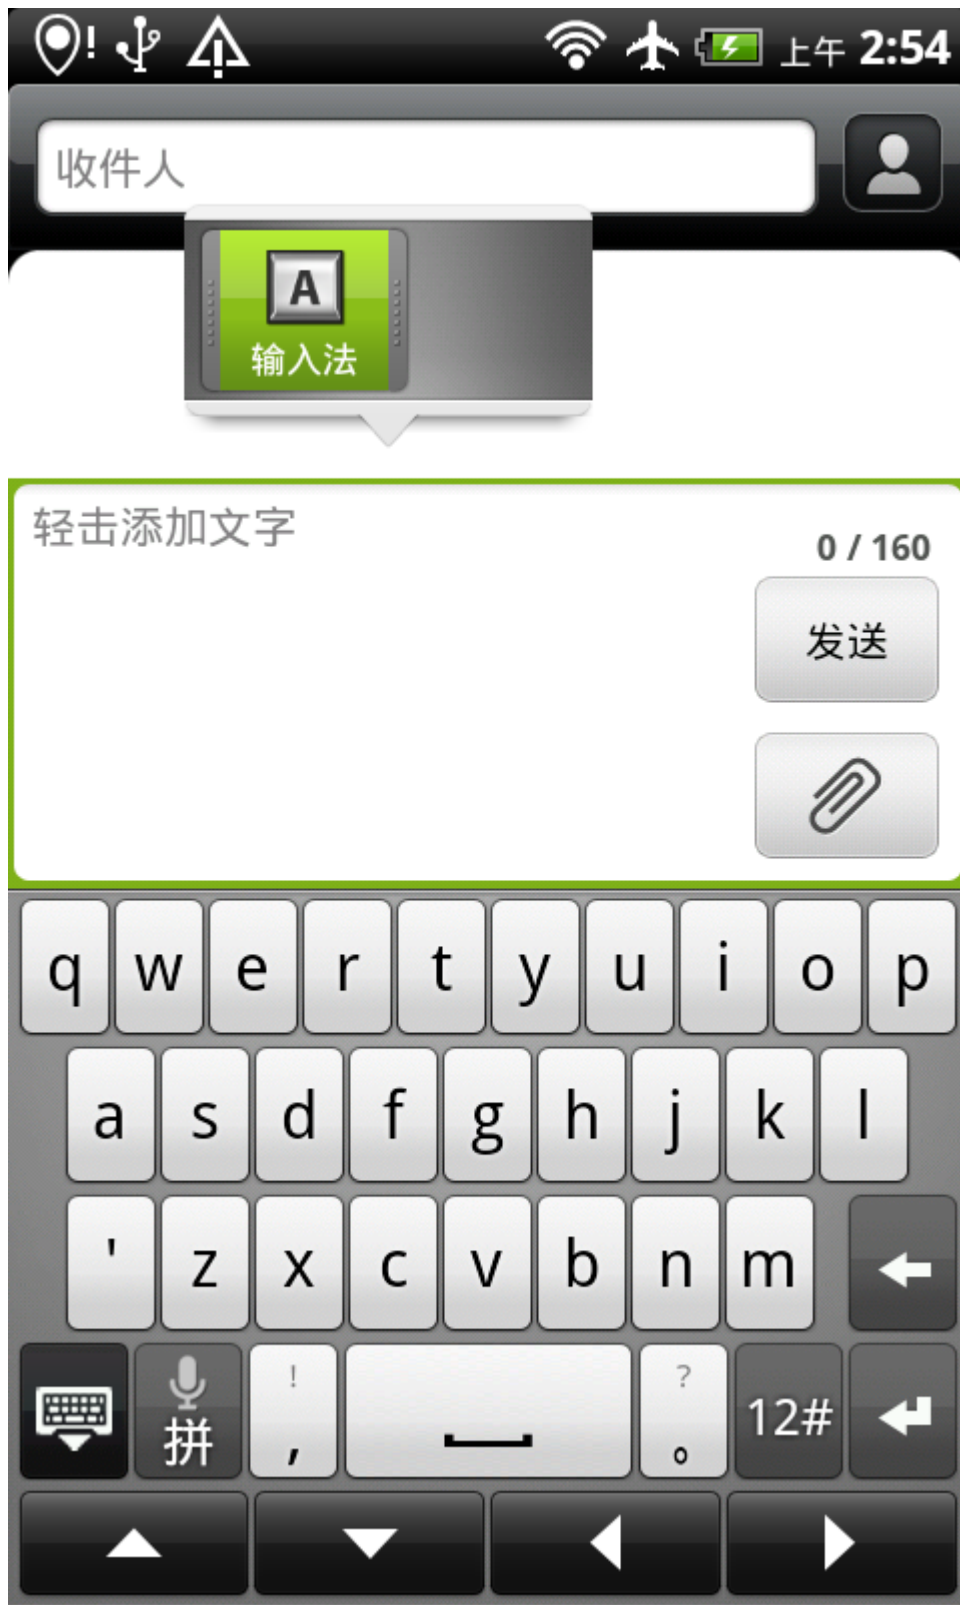 上午 2:54
收件人
A
输入法
轻击添加文字
0 / 160
发送
q w e r t y u i o p
a s d f g h j k l
' z x c v b n m
! ?
拼 , 。 12#